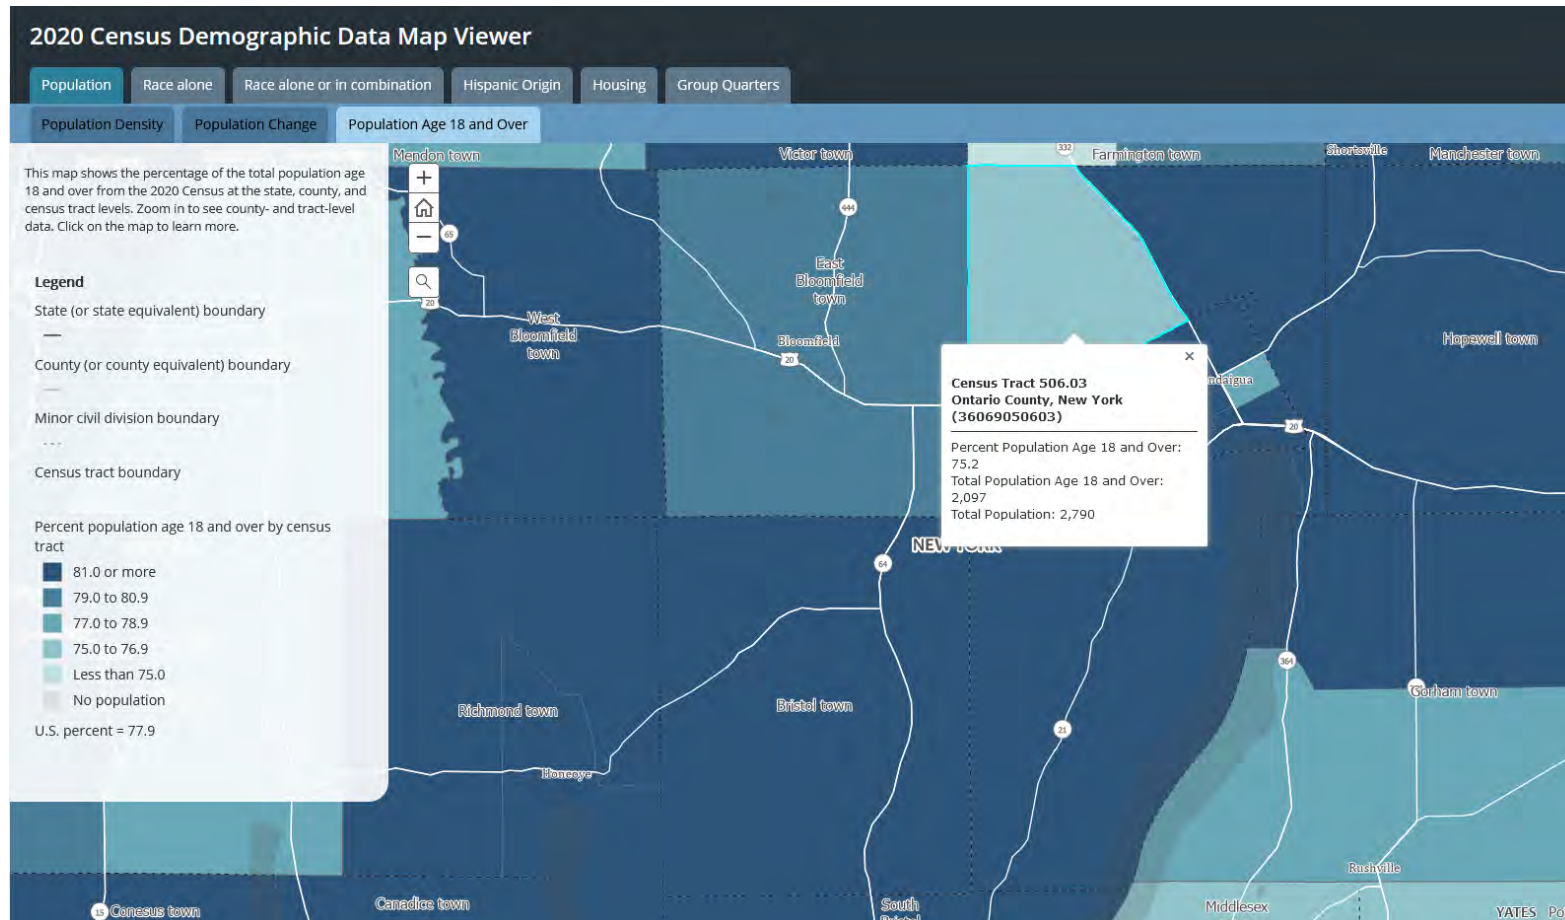 2020 Census Demographic Data Map Viewer
Population
Race alone
Race alone or in combination
Hispanic Origin
Housing
Group Quarters
Population Density
Population Change
Population Age 18 and Over
This map shows the percentage of the total population age
18 and over from the 2020 Census at the state, county, and
census tract levels. Zoom in to see county- and tract-level
data. Click on the map to learn more.
Legend
State (or state equivalent) boundary
County (or county equivalent) boundary
Minor civil division boundary
Census tract boundary
Percent population age 18 and over by census
tract
81.0 or more
79.0 to 80.9
77.0 to 78.9
75.0 to 76.9
Less than 75.0
No population
U.S. percent = 77.9
Mendon town
Victor town
332
Farmington town
Shortsville
Manchester town
65
444
20
East
Bloomfield
town
West
Bloomfield
town
Bloomfield
20
Hopewell town
Census Tract 506.03
Ontario County, New York
(36069050603)
Percent Population Age 18 and Over:
75.2
Total Population Age 18 and Over:
2,097
Total Population: 2,790
ndaigua
20
NEW YORK
64
364
Richmond town
Bristol town
Gorham town
21
Honeoye
Rushville
15
Conesus town
Canadice town
South
Middlesex
YATES